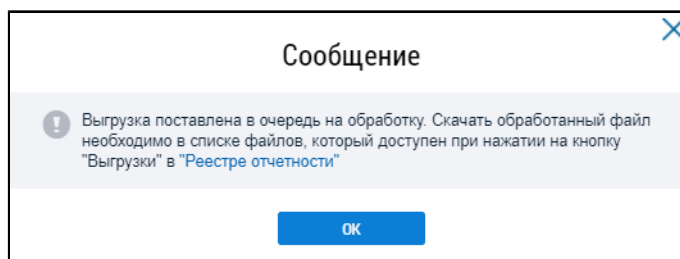 Сообщение
Выгрузка поставлена в очередь на обработку. Скачать обработанный файл
необходимо в списке файлов, который доступен при нажатии на кнопку
"Выгрузки" в "Реестре отчетности"
ОК